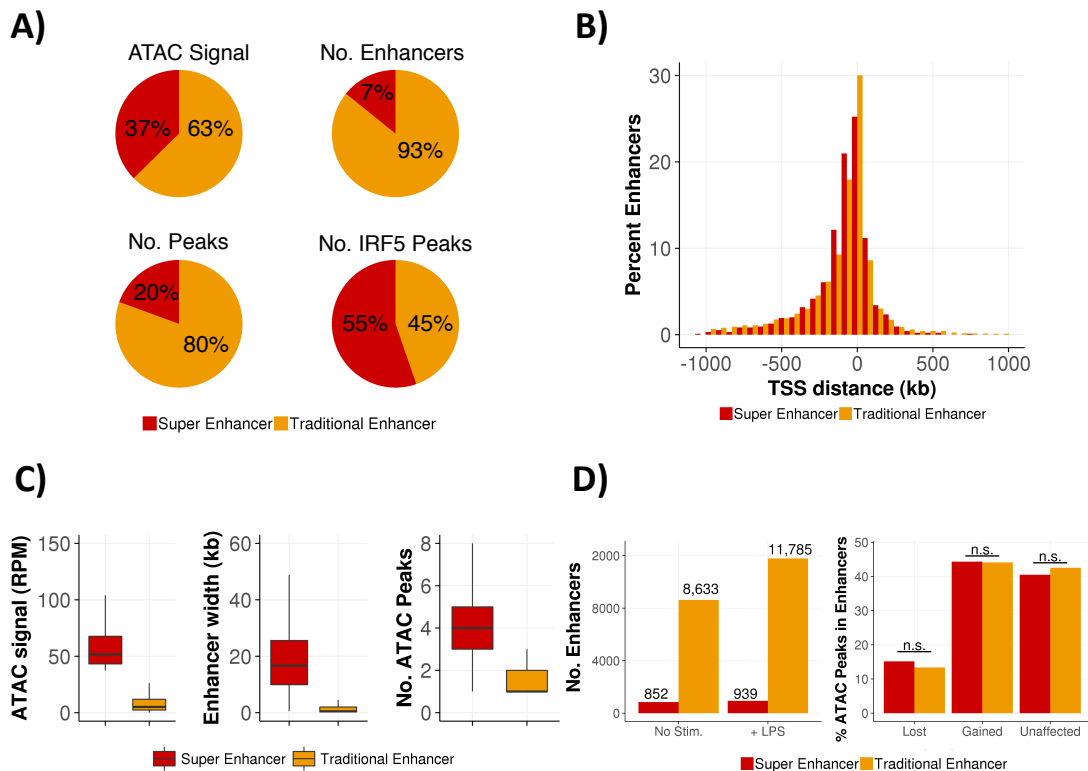 A)
ATAC Signal
No. Enhancers
37%
63%
7%
93%
No. Peaks
No. IRF5 Peaks
20%
80%
55%
45%
Super Enhancer
Traditional Enhancer
B)
Percent Enhancers
30
20
10
0
-1000
-500
0
500
1000
TSS distance (kb)
Super Enhancer
Traditional Enhancer
C)
ATAC signal (RPM)
150
100
50
0
Enhancer width (kb)
60
40
20
0
No. ATAC Peaks
8
6
4
2
0
Super Enhancer
Traditional Enhancer
D)
No. Enhancers
2000
8000
4000
0
852
8,633
939
11,785
No Stim.
+ LPS
% ATAC Peaks in Enhancers
50
40
30
20
10
0
n.s.
n.s.
n.s.
Lost
Gained
Unaffected
Super Enhancer
Traditional Enhancer